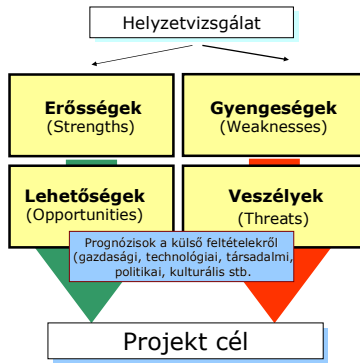 Helyzetvizsgálat
Erősségek
(Strengths)
Gyengeségek
(Weaknesses)
Lehetőségek
(Opportunities)
Veszélyek
(Threats)
Prognózisok a külső feltételekről
(gazdasági, technológiai, társadalmi,
politikai, kulturális stb.
Projekt cél